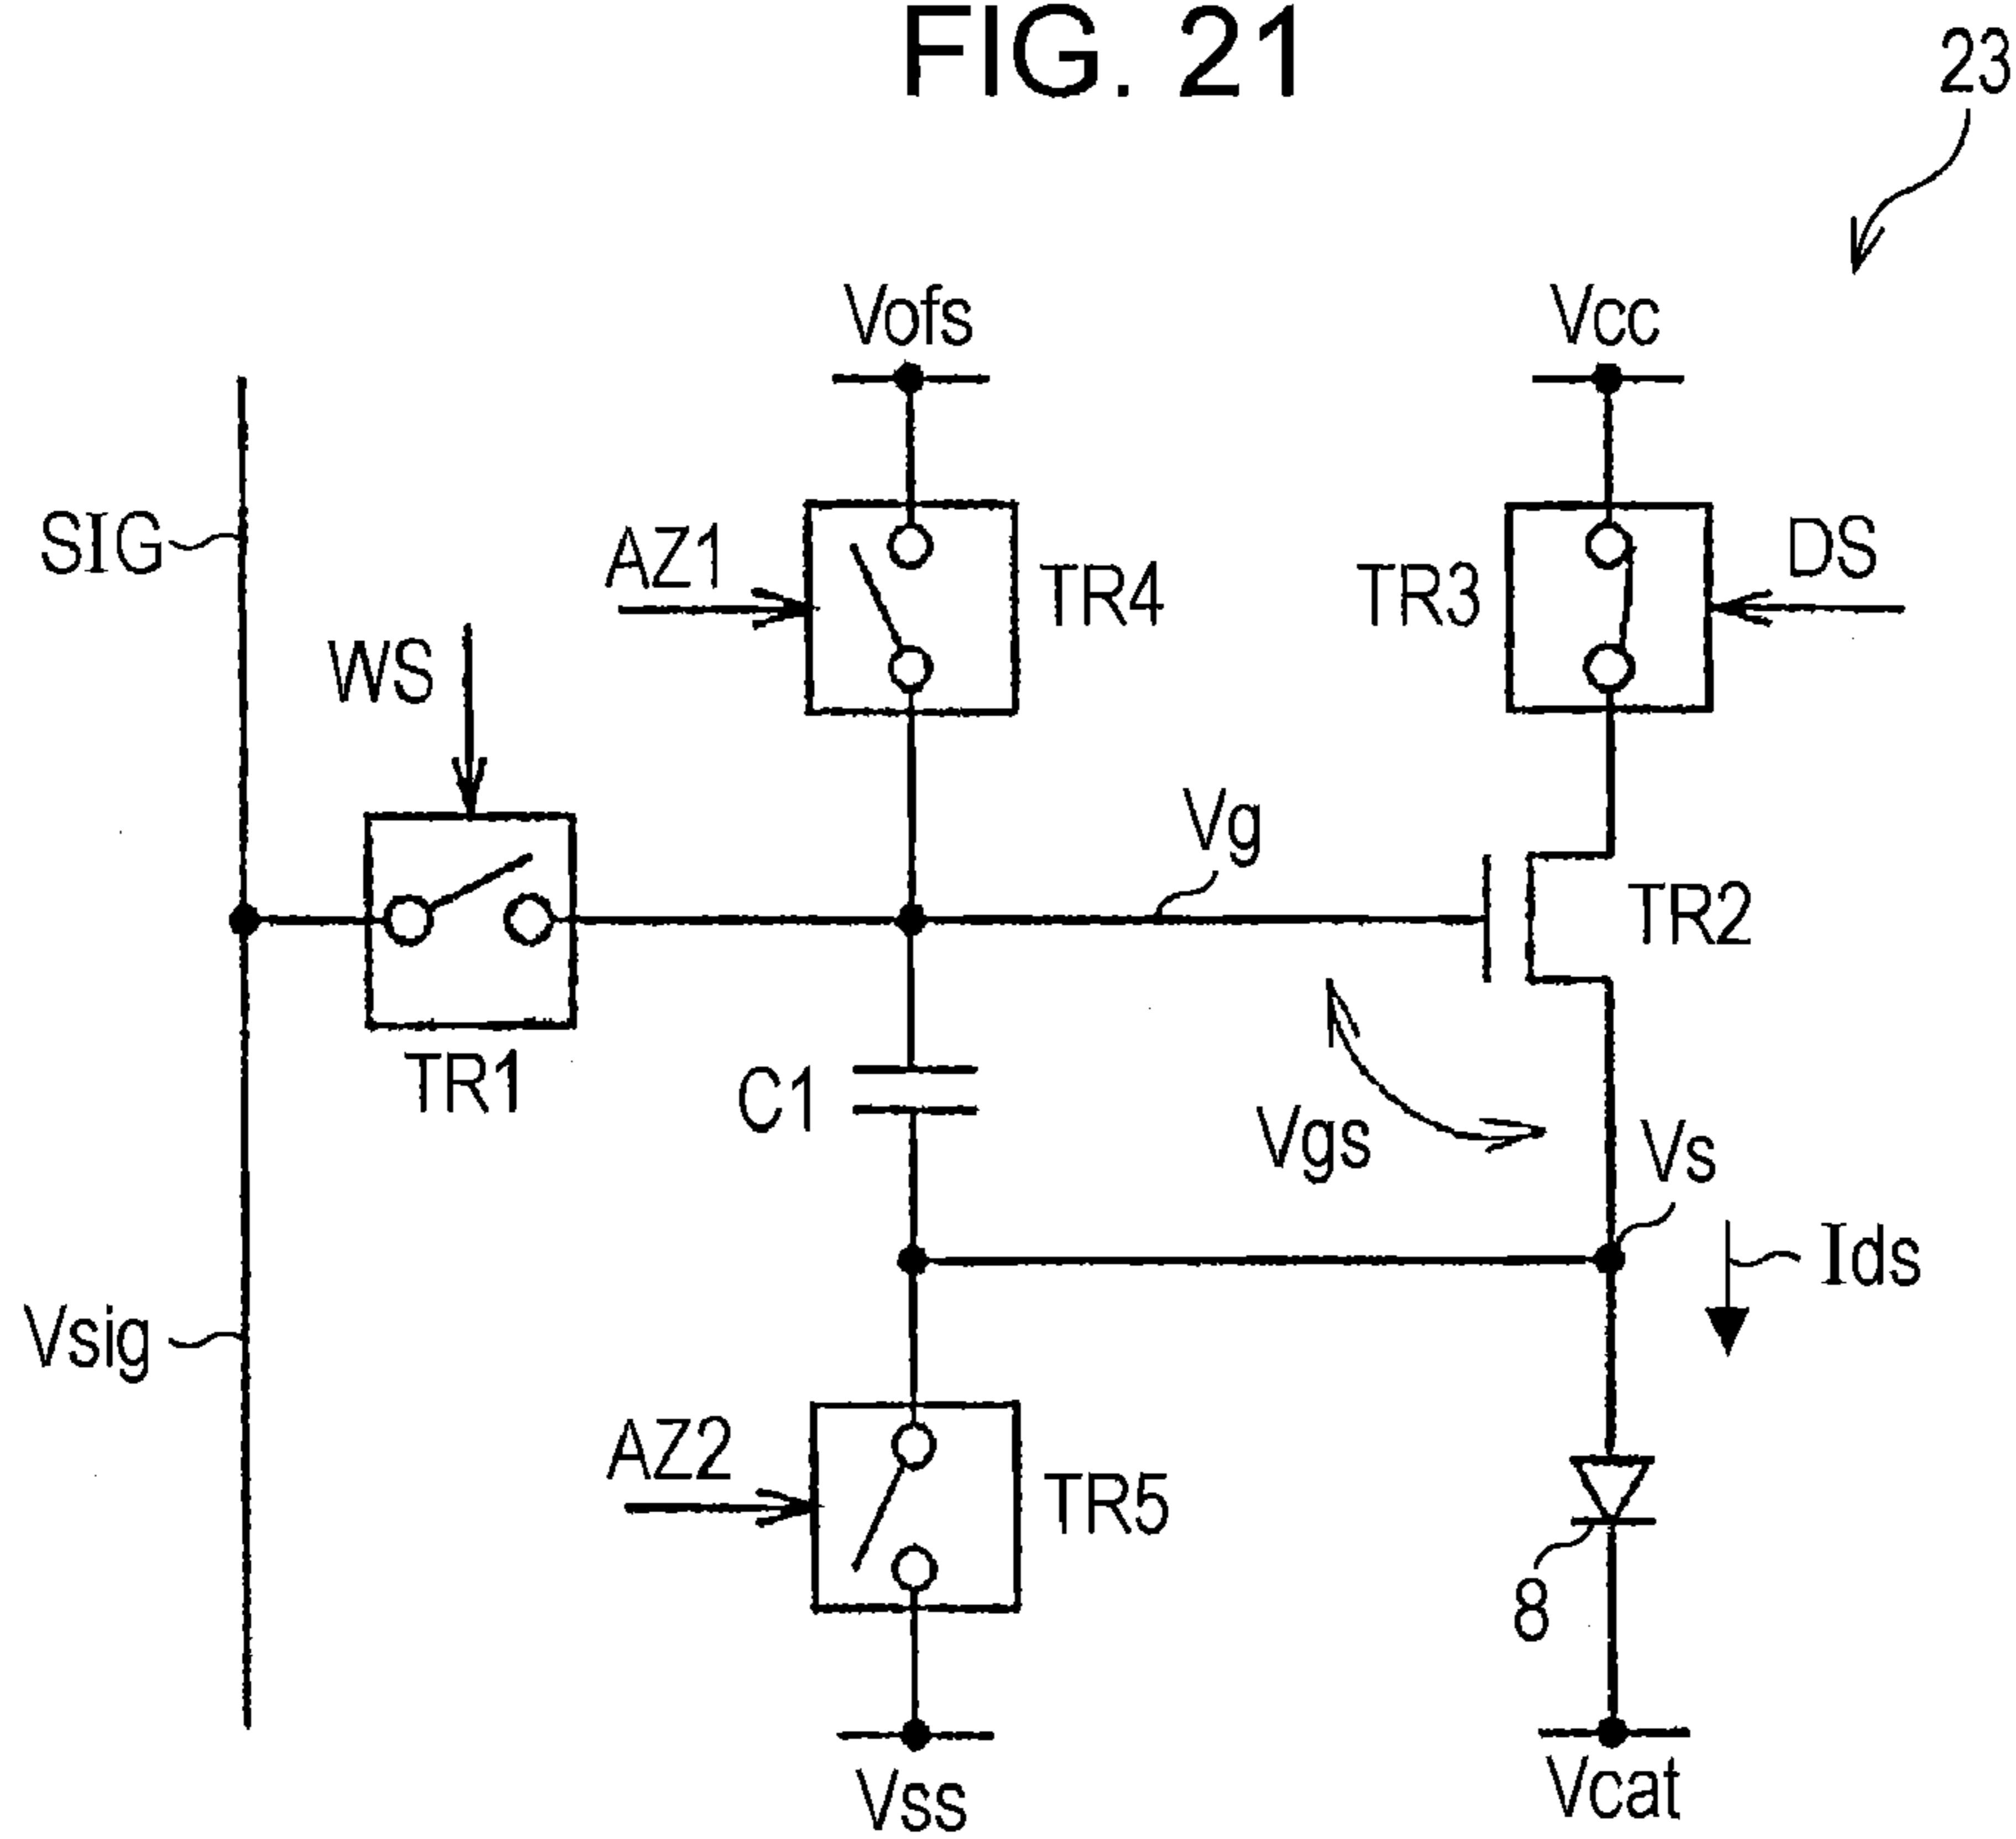 FIG. 21
23
Vofs
Vcc
SIG
AZ1
TR4
TR3
DS
WS
Vg
TR2
TR1
C1
Vgs
Vs
Ids
Vsig
AZ2
TR5
8
Vss
Vcat